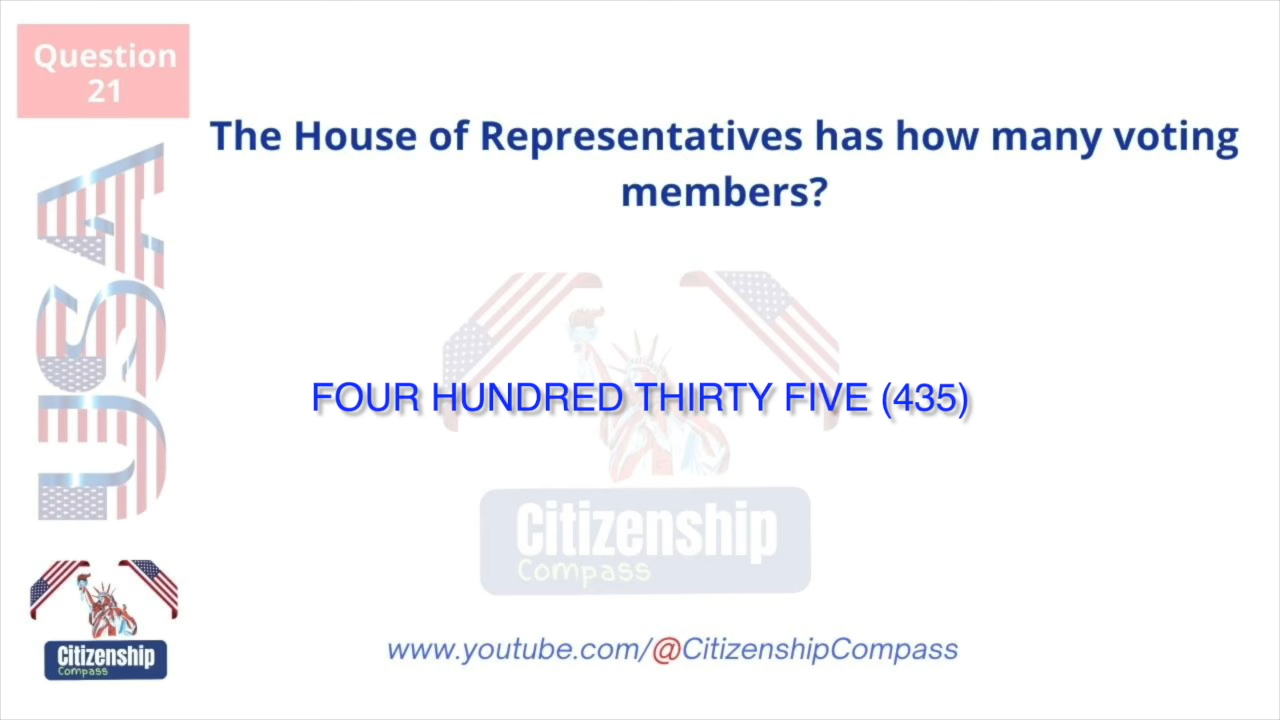 Question
21
The House of Representatives has how many voting
members?
USA
FOUR HUNDRED THIRTY FIVE (435)
Citizenship
Compass
Citizenship
Compass
www.youtube.com/@CitizenshipCompass